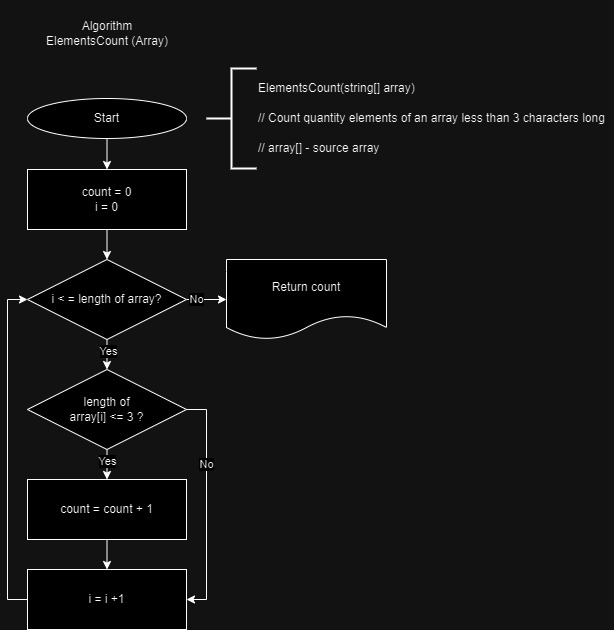 Algorithm
ElementsCount (Array)
ElementsCount(string[] array)
Start
// Count quantity elements of an array less than 3 characters long
// array[] - source array
count = 0
i = 0
i < = length of array?
No
Return count
Yes
length of
array[i] <= 3 ?
Yes
No
count = count + 1
i = i +1